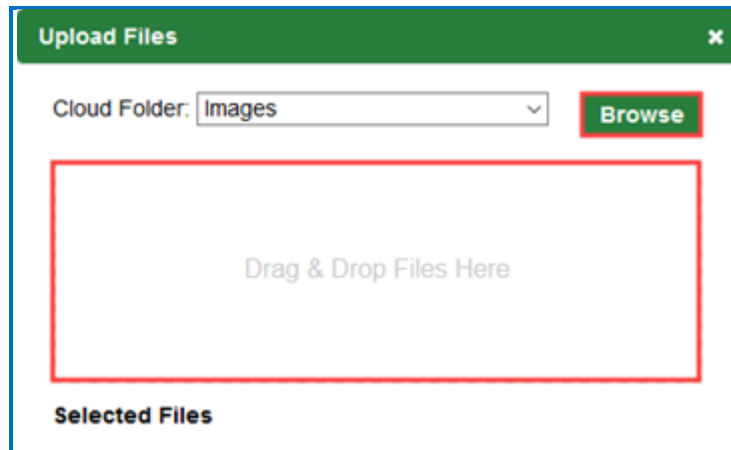 Upload Files
Cloud Folder: Images
Browse
Drag & Drop Files Here
Selected Files